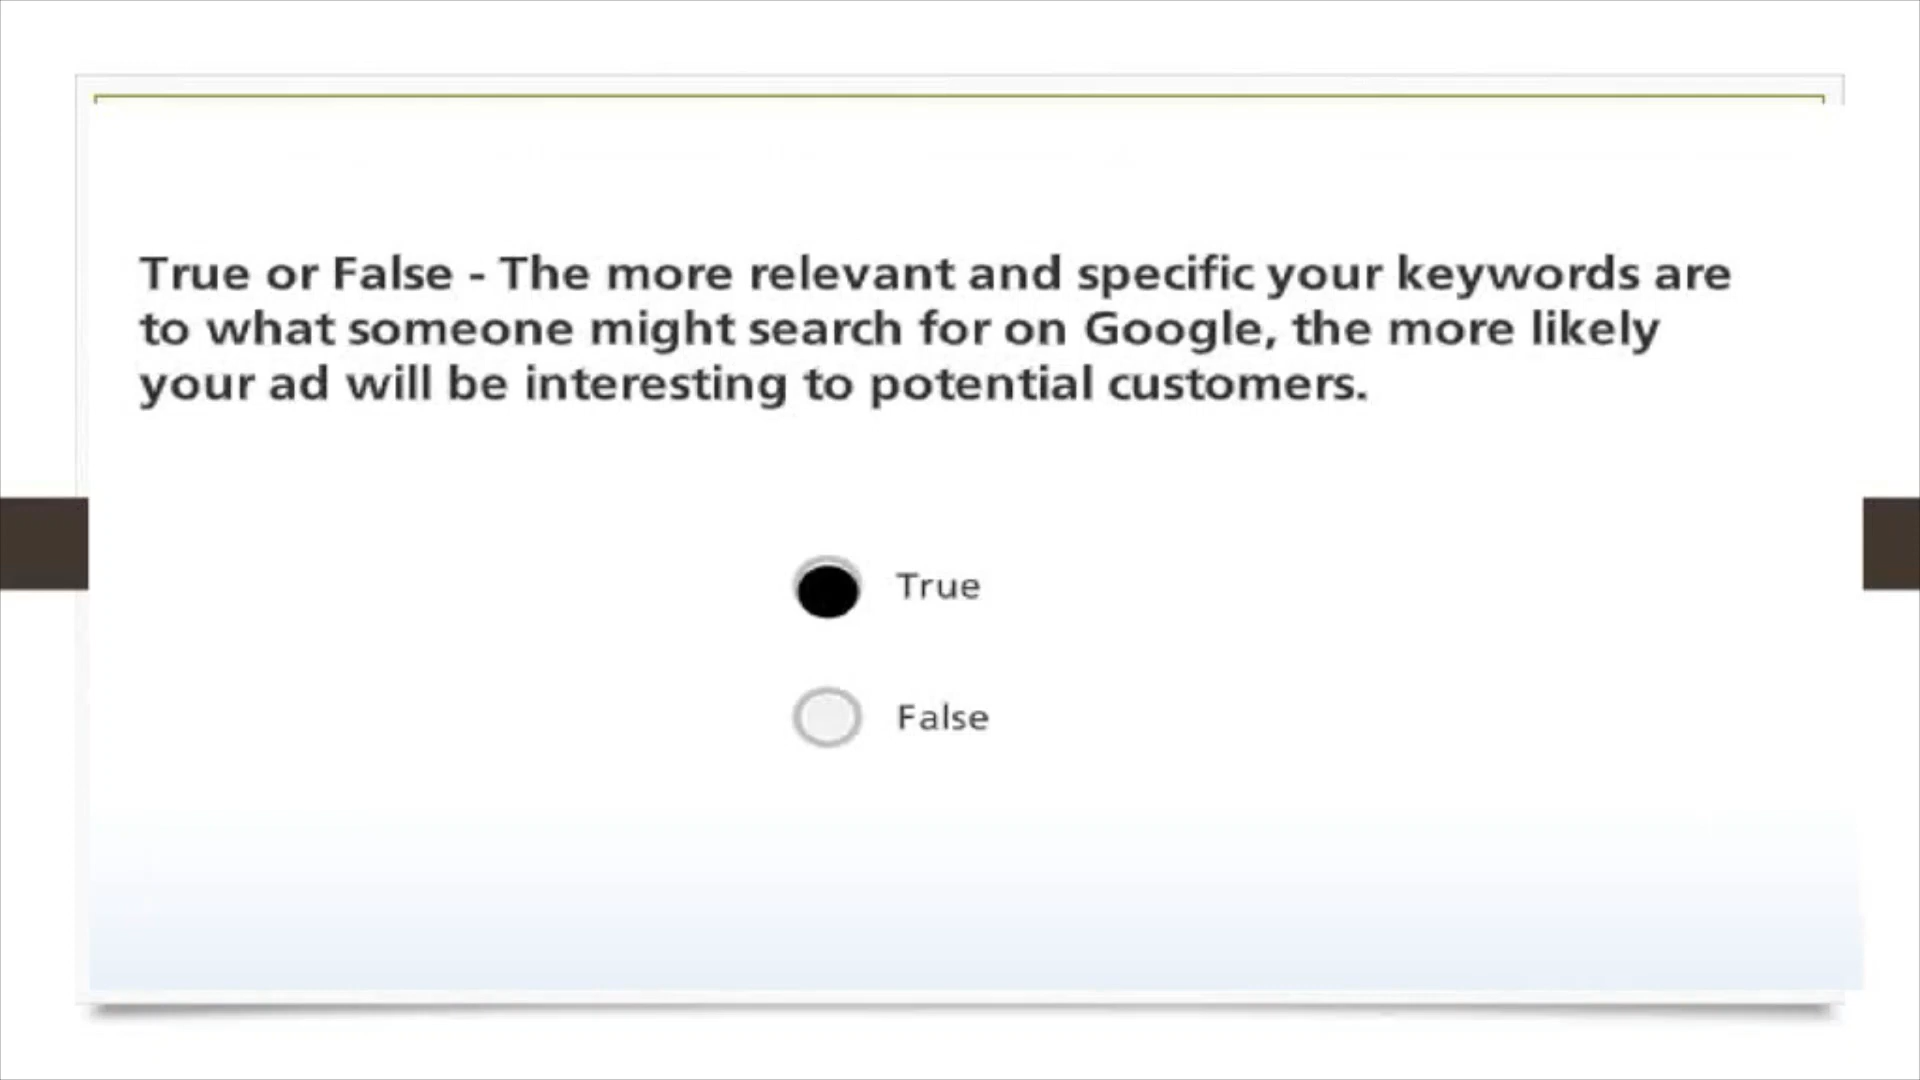 True or False - The more relevant and specific your keywords are
to what someone might search for on Google, the more likely
your ad will be interesting to potential customers.
True
False